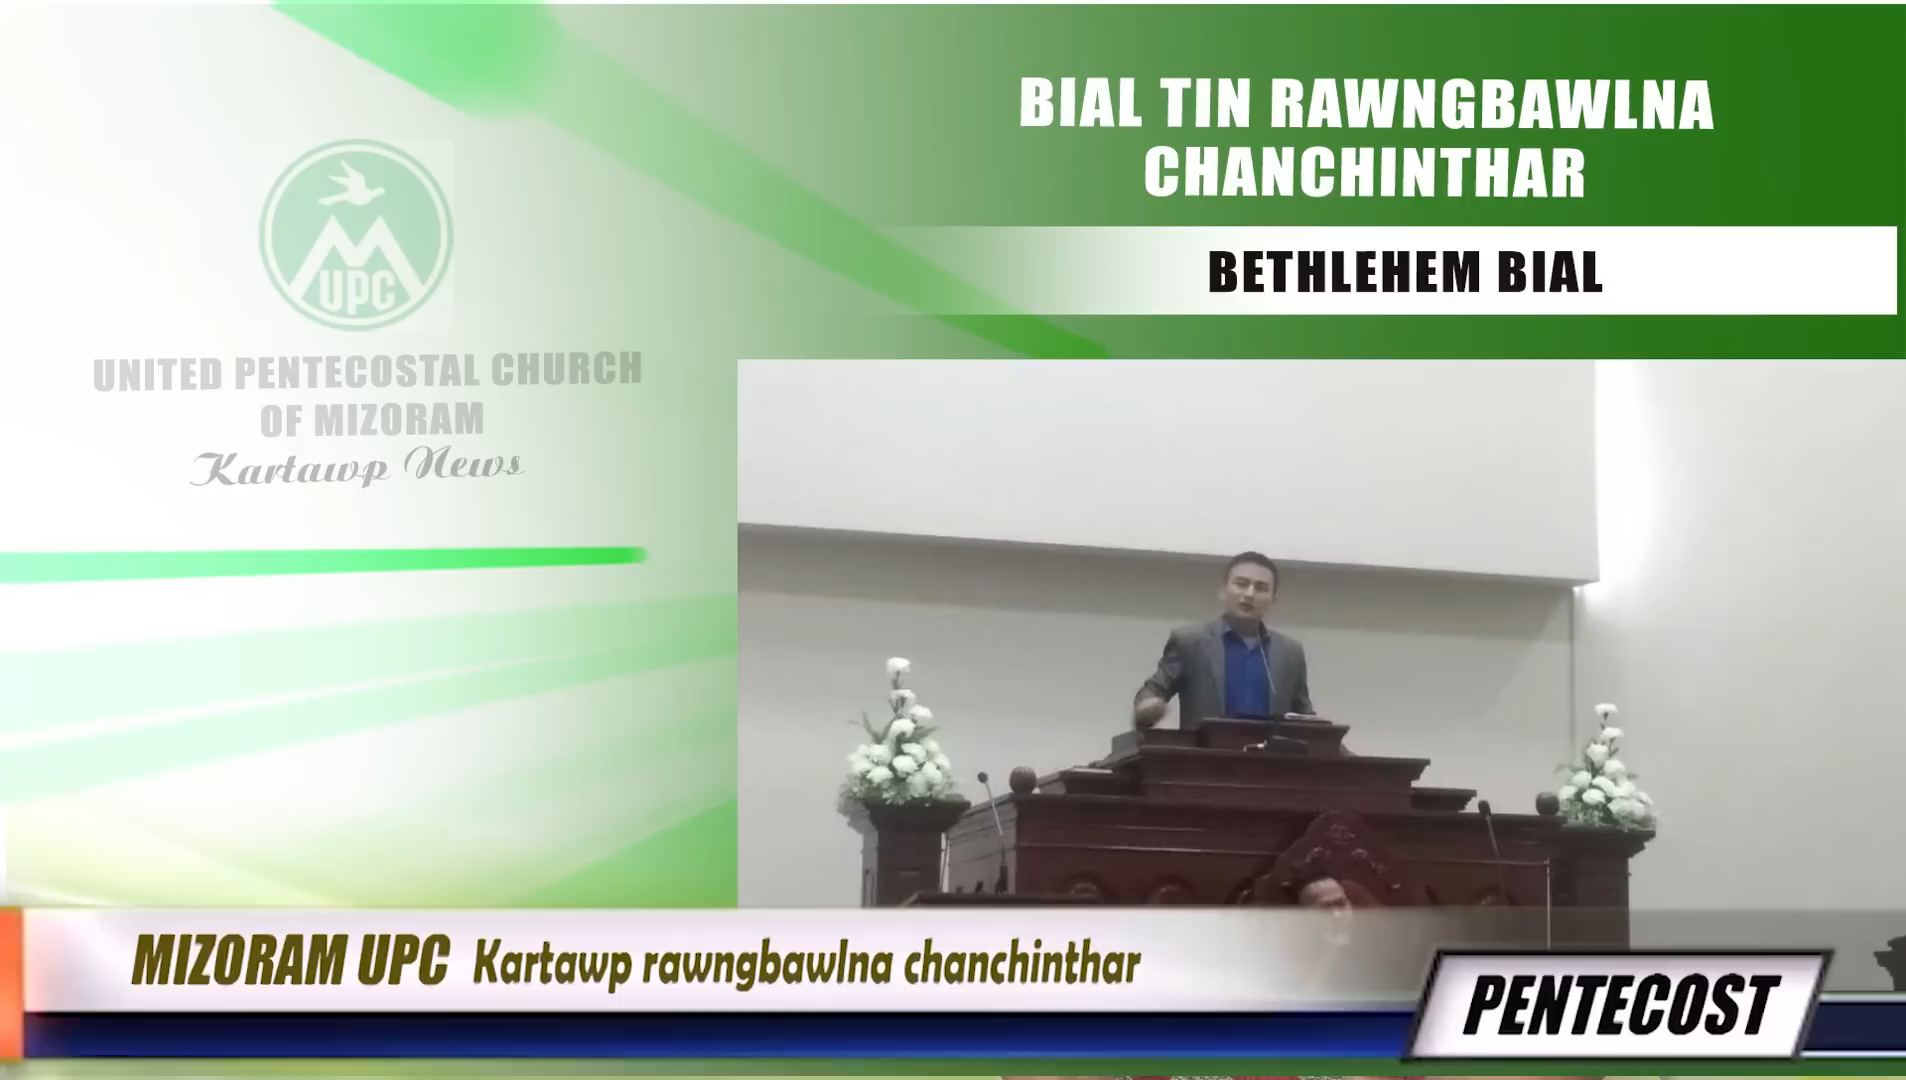 BIAL TIN RAWNGBAWLNA
CHANCHINTHAR
BETHLEHEM BIAL
UPC
UNITED PENTECOSTAL CHURCH
OF MIZORAM
Kartawp News
MIZORAM UPC Kartawp rawngbawlna chanchinthar
PENTECOST